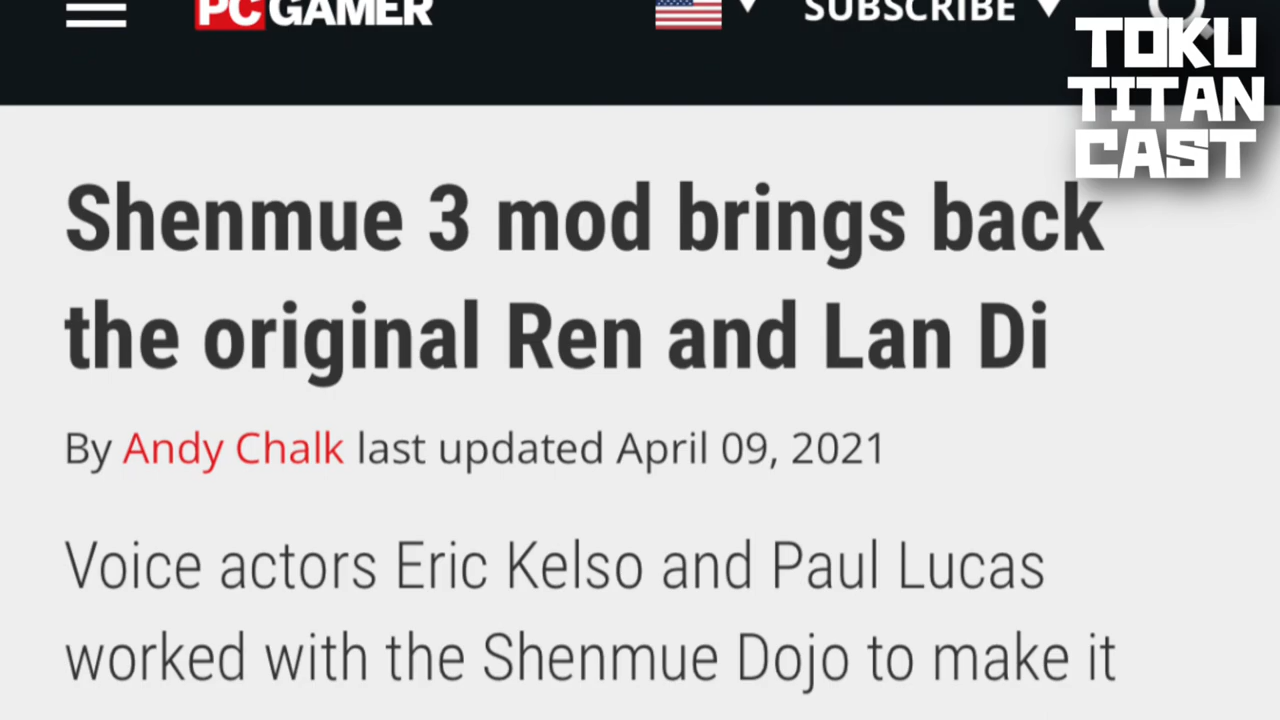 PC GAMER
SUBSCRIBE
TOKU
TITAN
CAST
Shenmue 3 mod brings back
the original Ren and Lan Di
By Andy Chalk last updated April 09, 2021
Voice actors Eric Kelso and Paul Lucas
worked with the Shenmue Dojo to make it